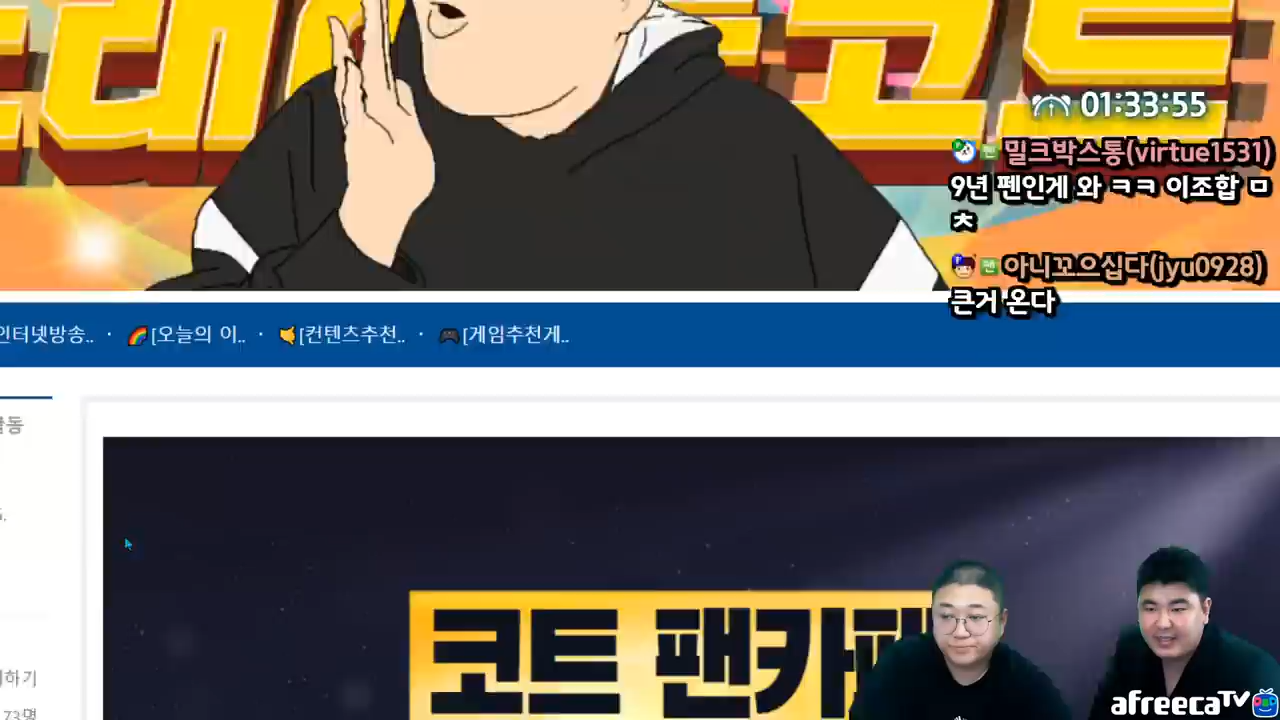 코트
01:33:55
밀크박스통(virtue1531)
9년 펜인게 와 ㅋㅋ 이조합 ㅁ
ㅊ
아니꼬으십다(jyu0928)
큰거 온다
인터넷방송.. · [오늘의 이.. · [컨텐츠추천.. · [게임추천게..
하기
73명
코트 팬카페
afreecaTV